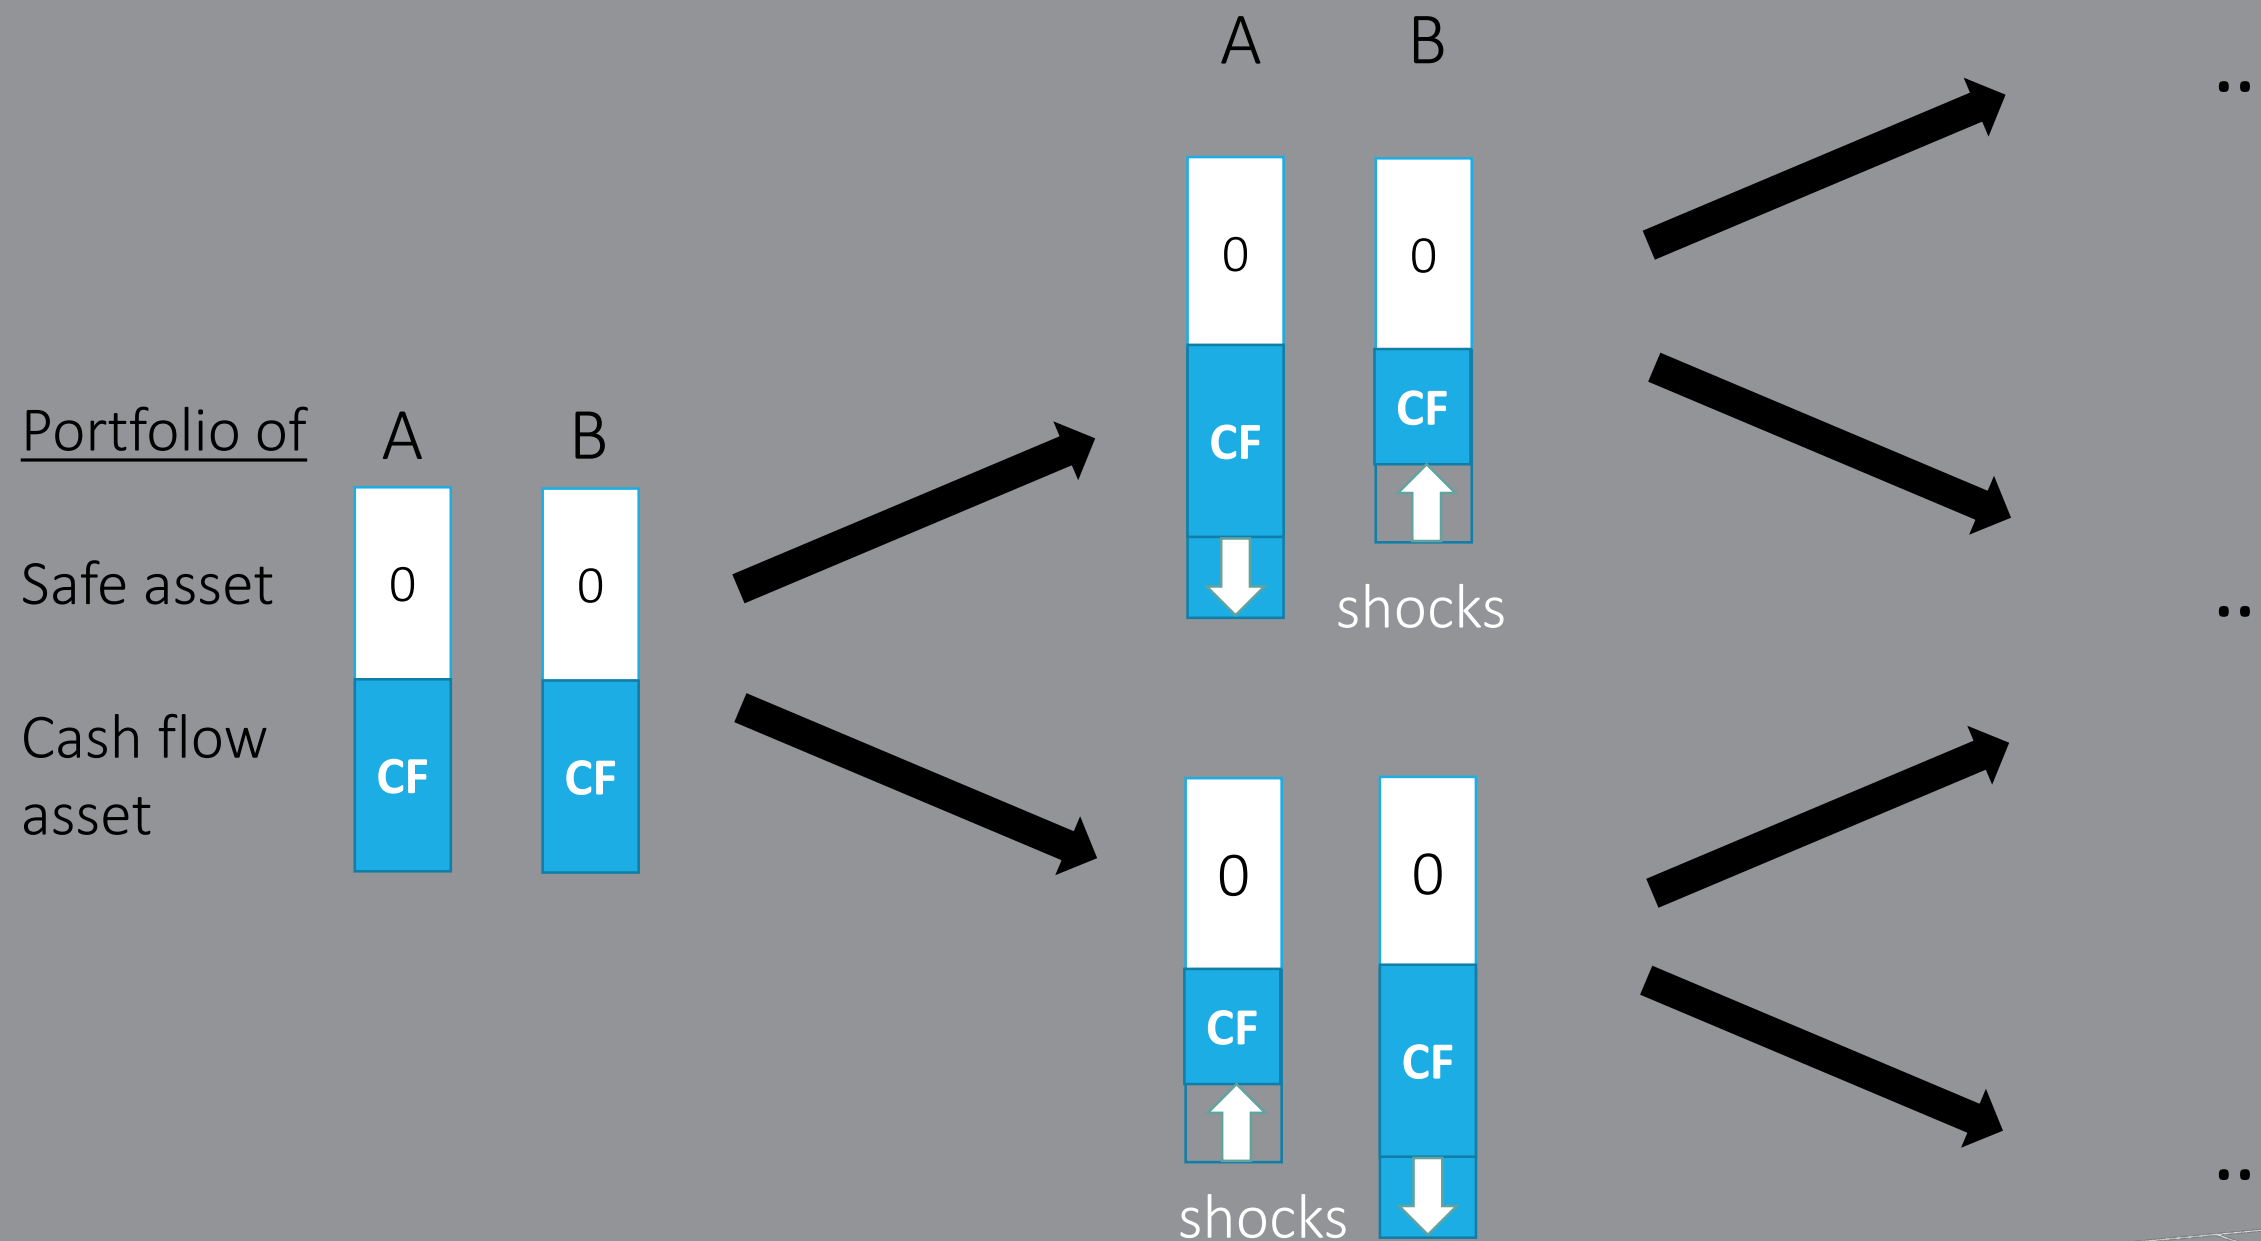 A B
Portfolio of A B
Safe asset 0 0
Cash flow
asset
CF CF
0 0
CF CF
shocks
0 0
CF CF
shocks
..
..
..